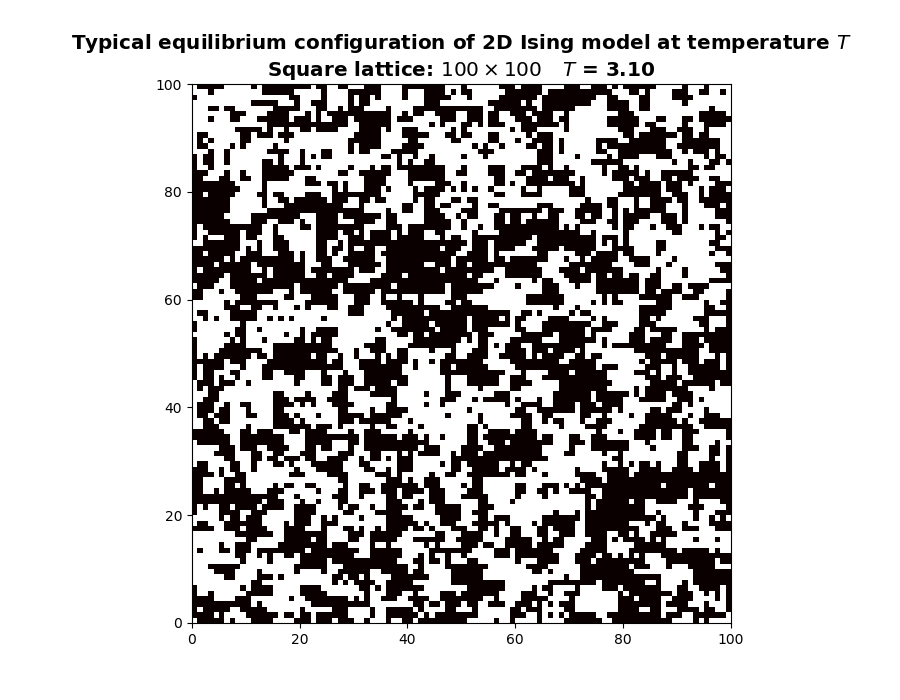 Typical equilibrium configuration of 2D Ising model at temperature T
Square lattice: 100 × 100 T = 3.10
100
80
60
40
20
0
0 20 40 60 80 100